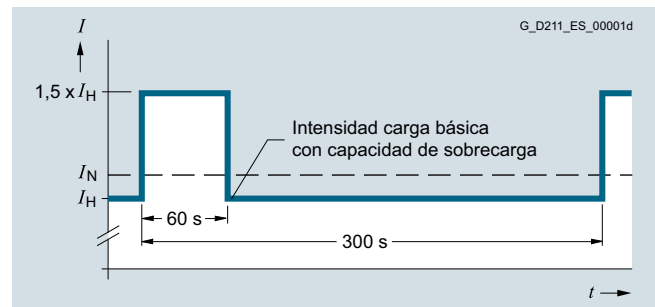 G_D211_ES_00001d
I
1,5 x IH
Intensidad carga básica
con capacidad de sobrecarga
IN
IH
60 s
300 s
t